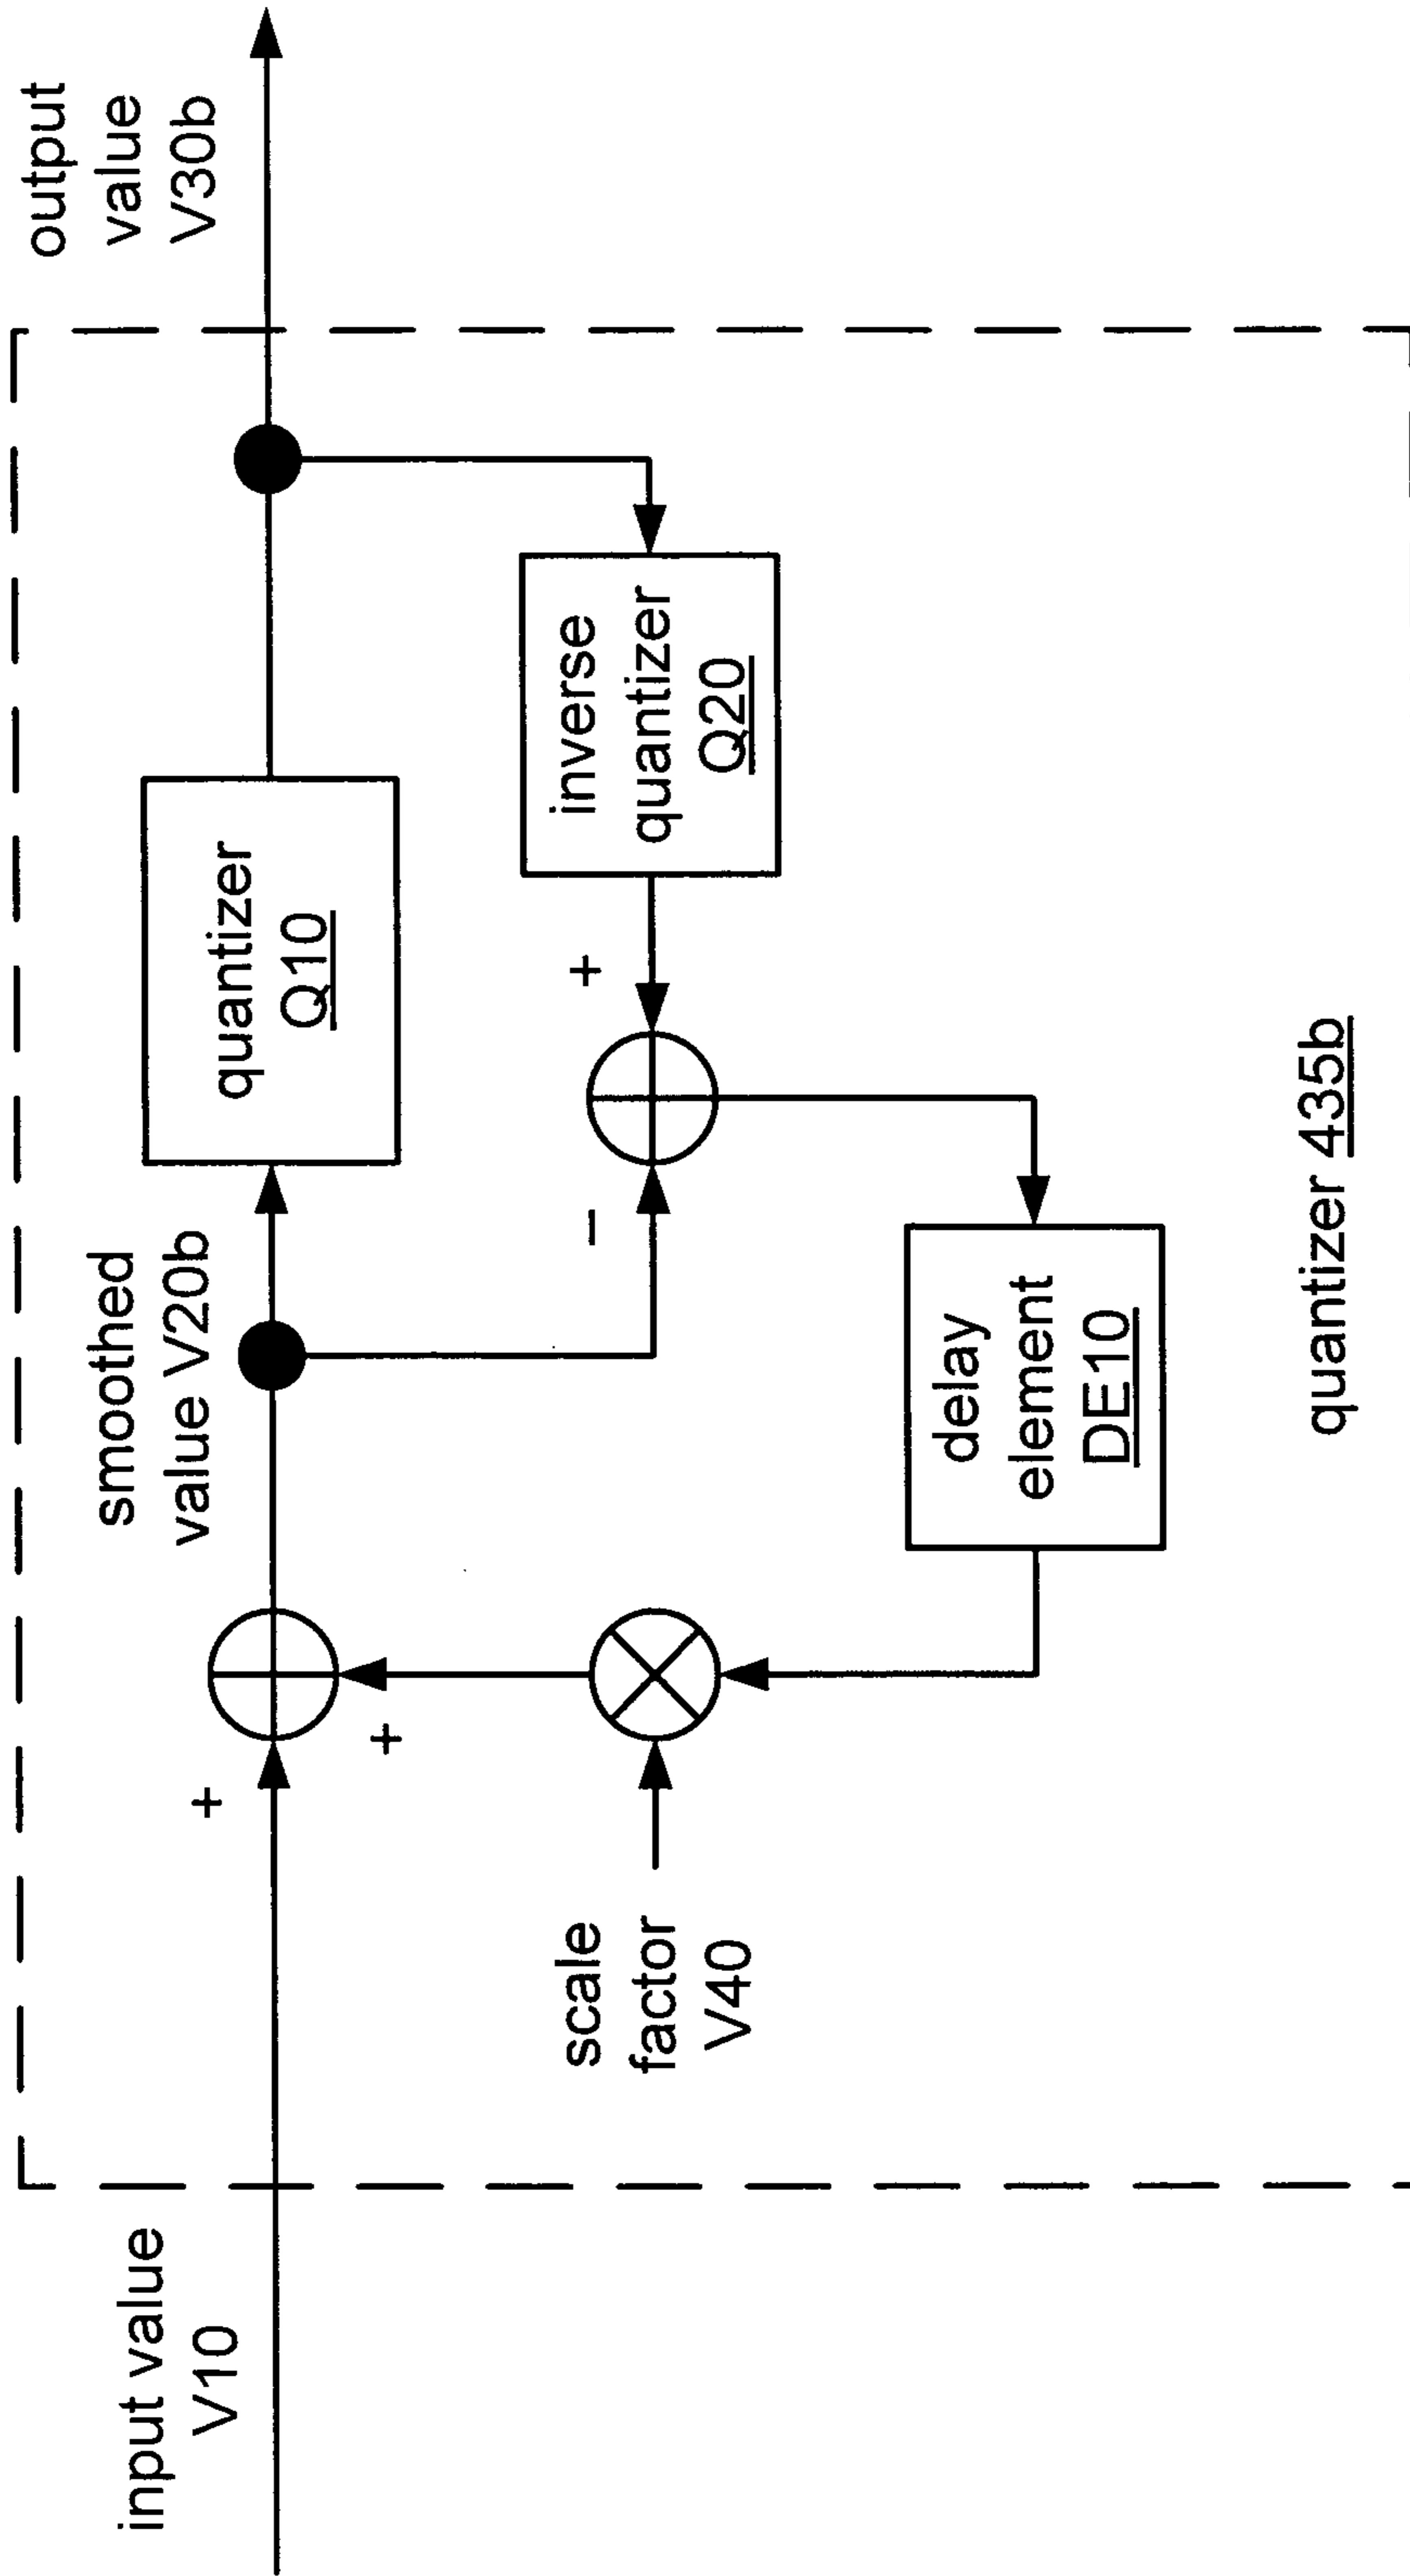 input value
V10
smoothed
value V20b
quantizer
Q10
output
value
V30b
+
+
scale
factor
V40
−
+
inverse
quantizer
Q20
delay
element
DE10
quantizer 435b